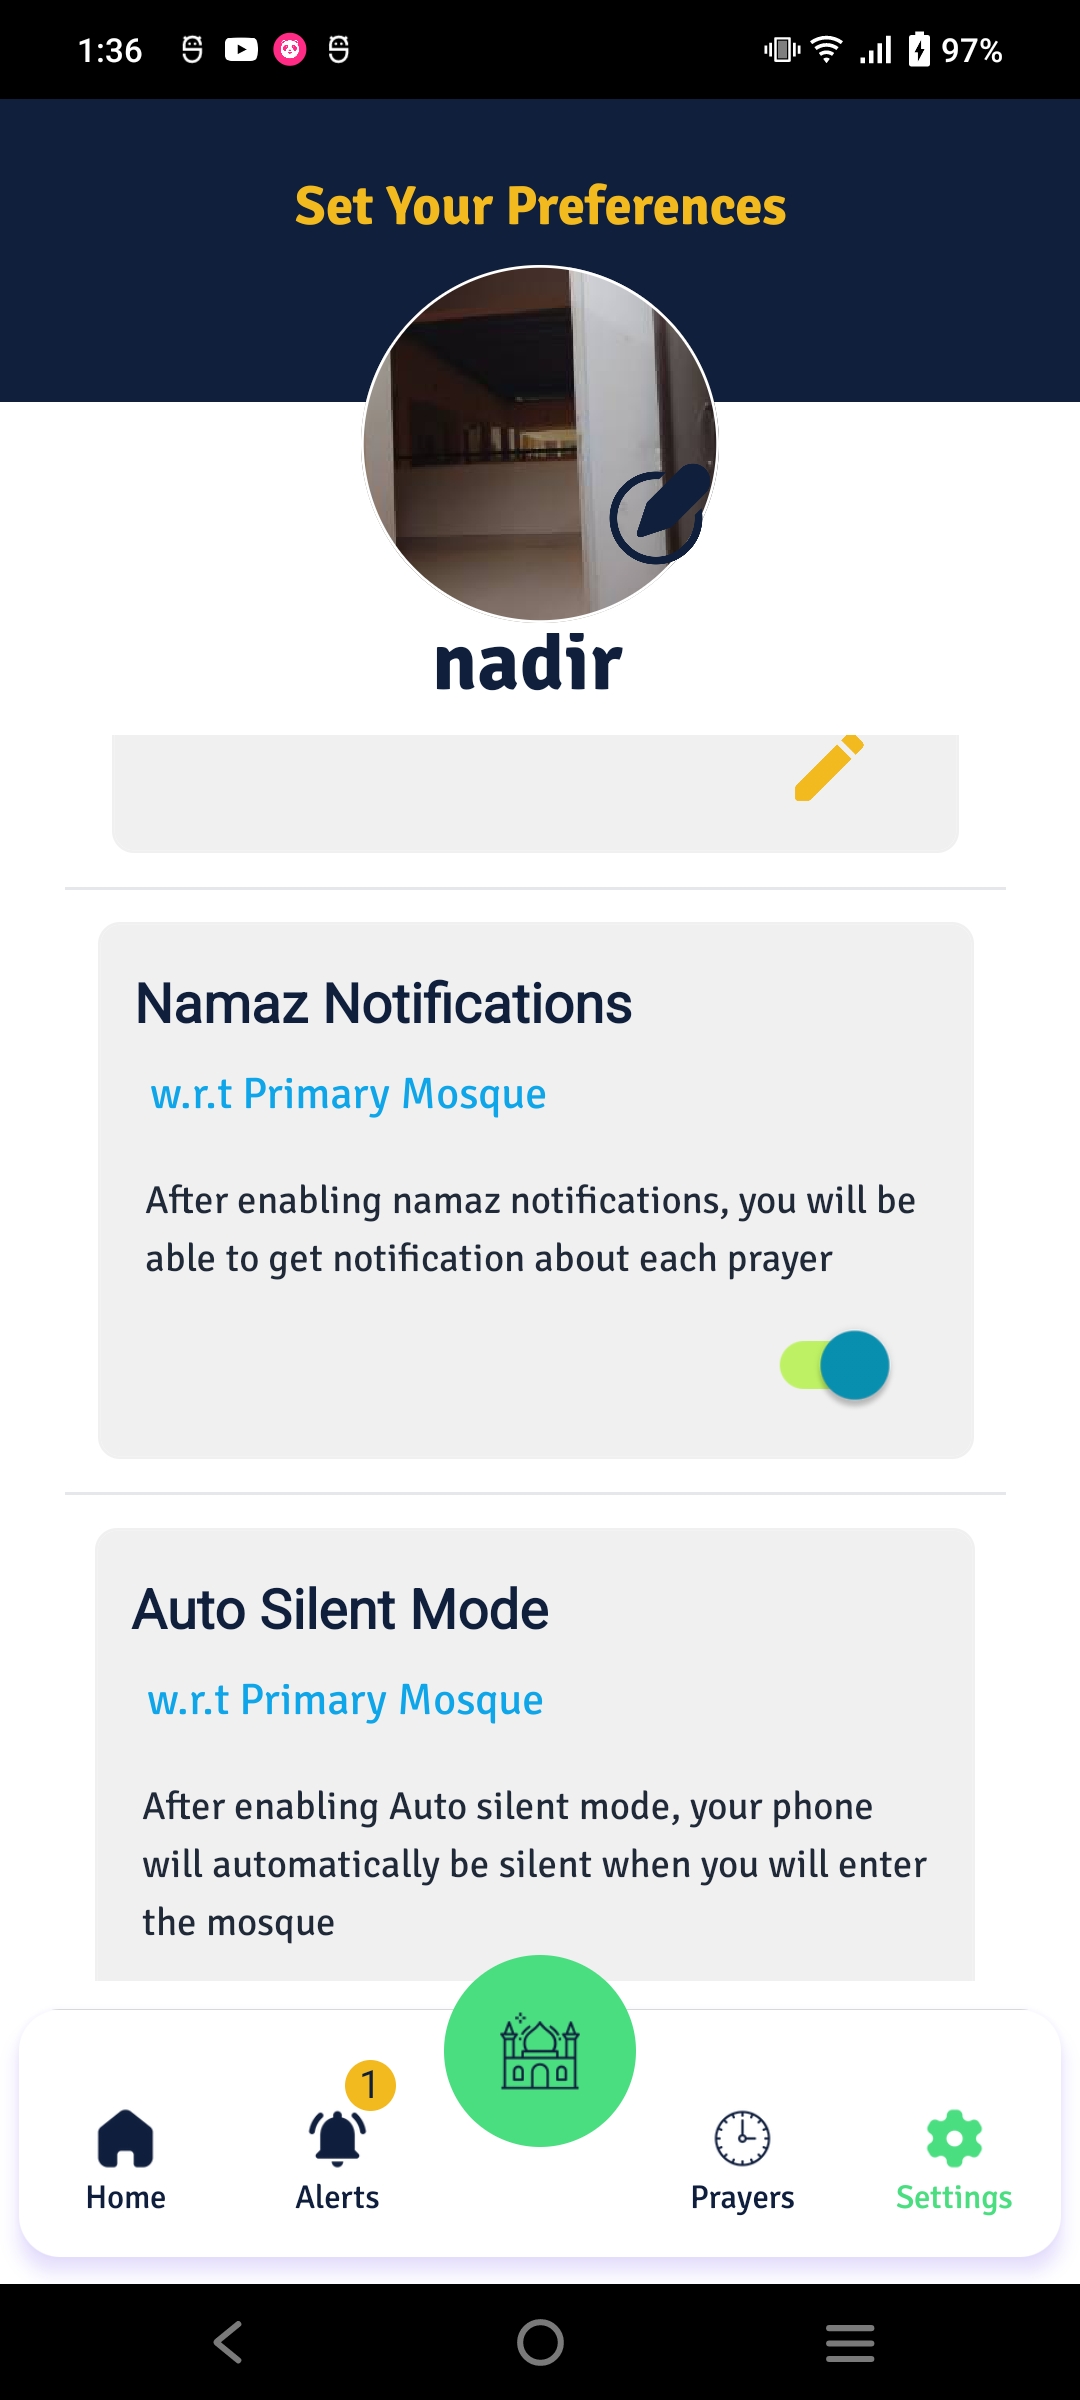 1:36
97%
Set Your Preferences
nadir
Namaz Notifications
w.r.t Primary Mosque
After enabling namaz notifications, you will be
able to get notification about each prayer
Auto Silent Mode
w.r.t Primary Mosque
After enabling Auto silent mode, your phone
will automatically be silent when you will enter
the mosque
1
Home
Alerts
Prayers
Settings